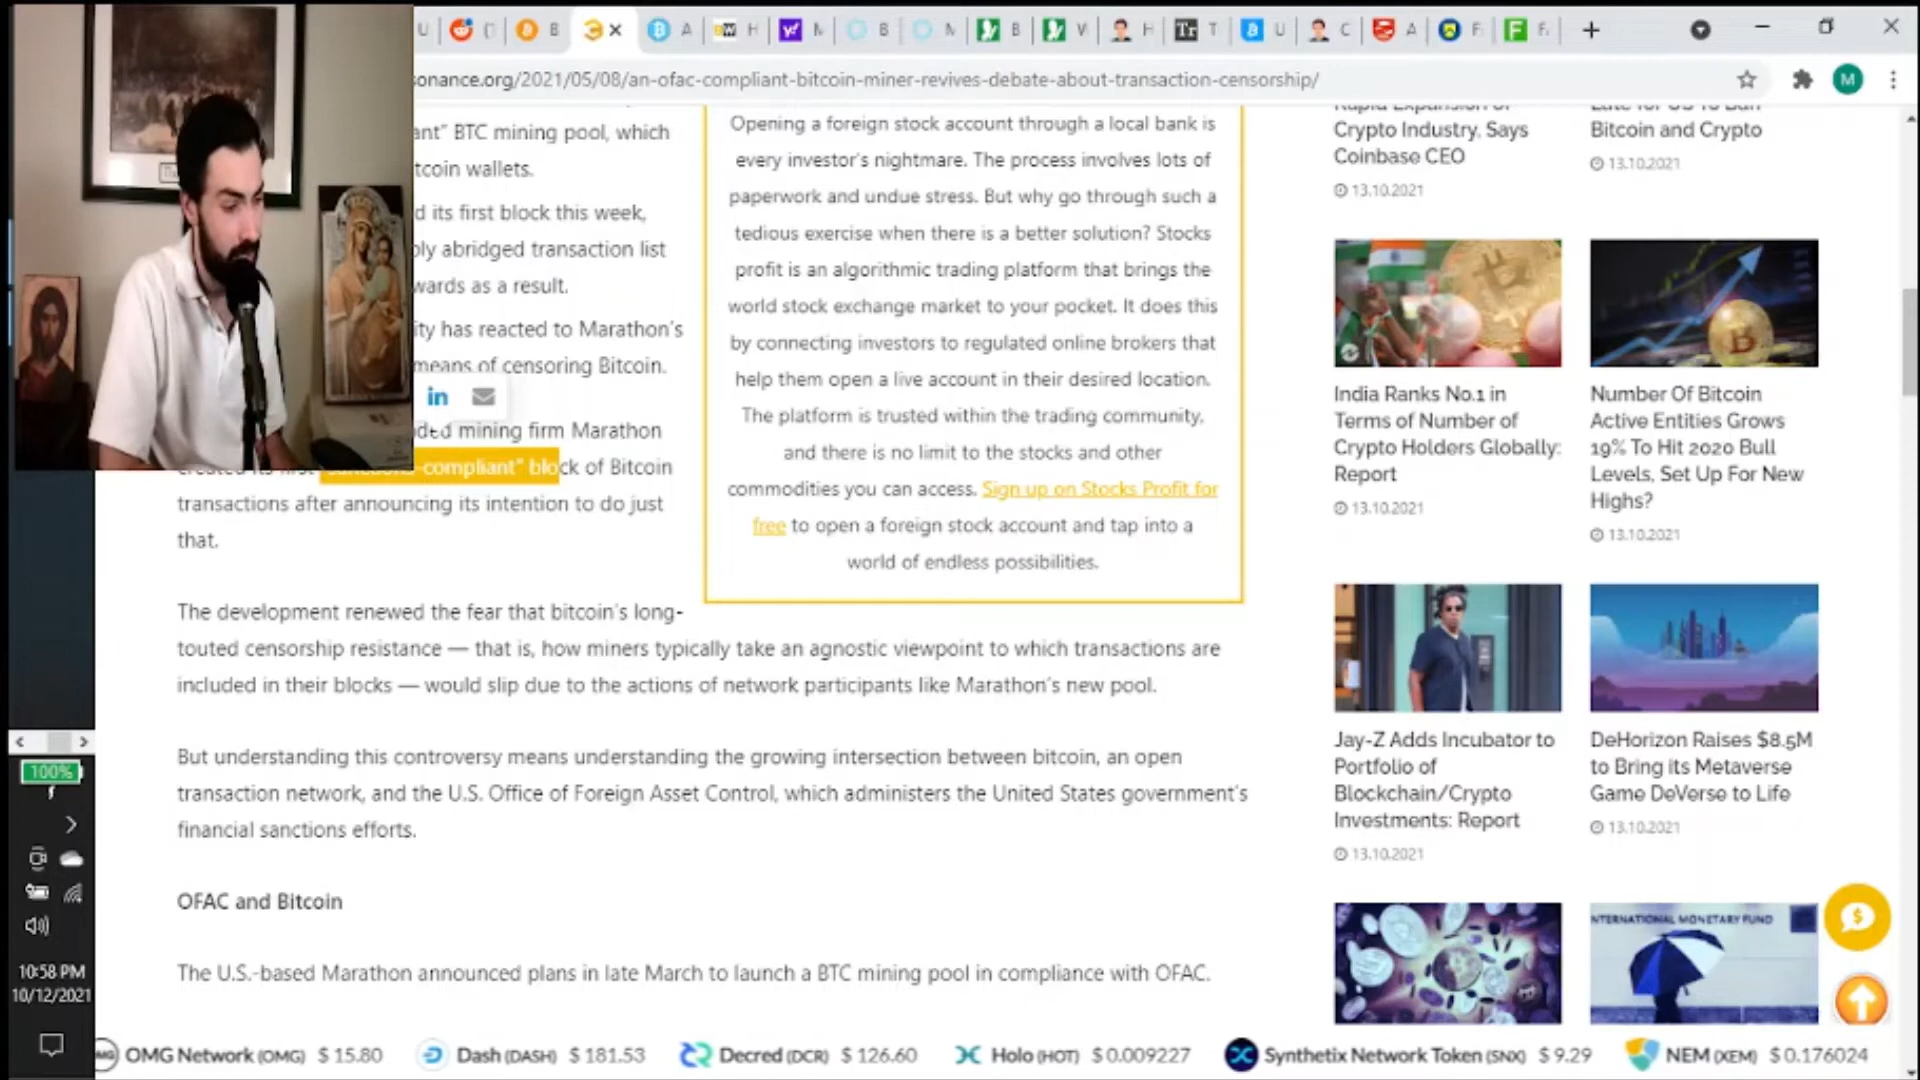 sonance.org/2021/05/08/an-ofac-compliant-bitcoin-miner-revives-debate-about-transaction-censorship/
M
ant" BTC mining pool, which
tcoin wallets.
d its first block this week,
bly abridged transaction list
wards as a result.
ity has reacted to Marathon's
means of censoring Bitcoin.
in
ded mining firm Marathon
created its first "sanctions-compliant" block of Bitcoin
transactions after announcing its intention to do just
that.
Opening a foreign stock account through a local bank is
every investor's nightmare. The process involves lots of
paperwork and undue stress. But why go through such a
tedious exercise when there is a better solution? Stocks
profit is an algorithmic trading platform that brings the
world stock exchange market to your pocket. It does this
by connecting investors to regulated online brokers that
help them open a live account in their desired location.
The platform is trusted within the trading community,
and there is no limit to the stocks and other
commodities you can access. Sign up on Stocks Profit for
free to open a foreign stock account and tap into a
world of endless possibilities.
The development renewed the fear that bitcoin's long-
touted censorship resistance — that is, how miners typically take an agnostic viewpoint to which transactions are
included in their blocks — would slip due to the actions of network participants like Marathon's new pool.
But understanding this controversy means understanding the growing intersection between bitcoin, an open
transaction network, and the U.S. Office of Foreign Asset Control, which administers the United States government's
financial sanctions efforts.
OFAC and Bitcoin
The U.S.-based Marathon announced plans in late March to launch a BTC mining pool in compliance with OFAC.
Rapid Expansion of
Crypto Industry, Says
Coinbase CEO
13.10.2021
Late for US To Ban
Bitcoin and Crypto
13.10.2021
India Ranks No.1 in
Terms of Number of
Crypto Holders Globally:
Report
13.10.2021
Number Of Bitcoin
Active Entities Grows
19% To Hit 2020 Bull
Levels, Set Up For New
Highs?
13.10.2021
Jay-Z Adds Incubator to
Portfolio of
Blockchain/Crypto
Investments: Report
13.10.2021
DeHorizon Raises $8.5M
to Bring its Metaverse
Game DeVerse to Life
13.10.2021
INTERNATIONAL MONETARY FUND
100%
10:58 PM
10/12/2021
OMG Network (OMG) $ 15.80
Dash (DASH) $ 181.53
Decred (DCR) $ 126.60
Holo (HOT) $ 0.009227
Synthetix Network Token (SNX) $ 9.29
NEM (XEM) $ 0.176024